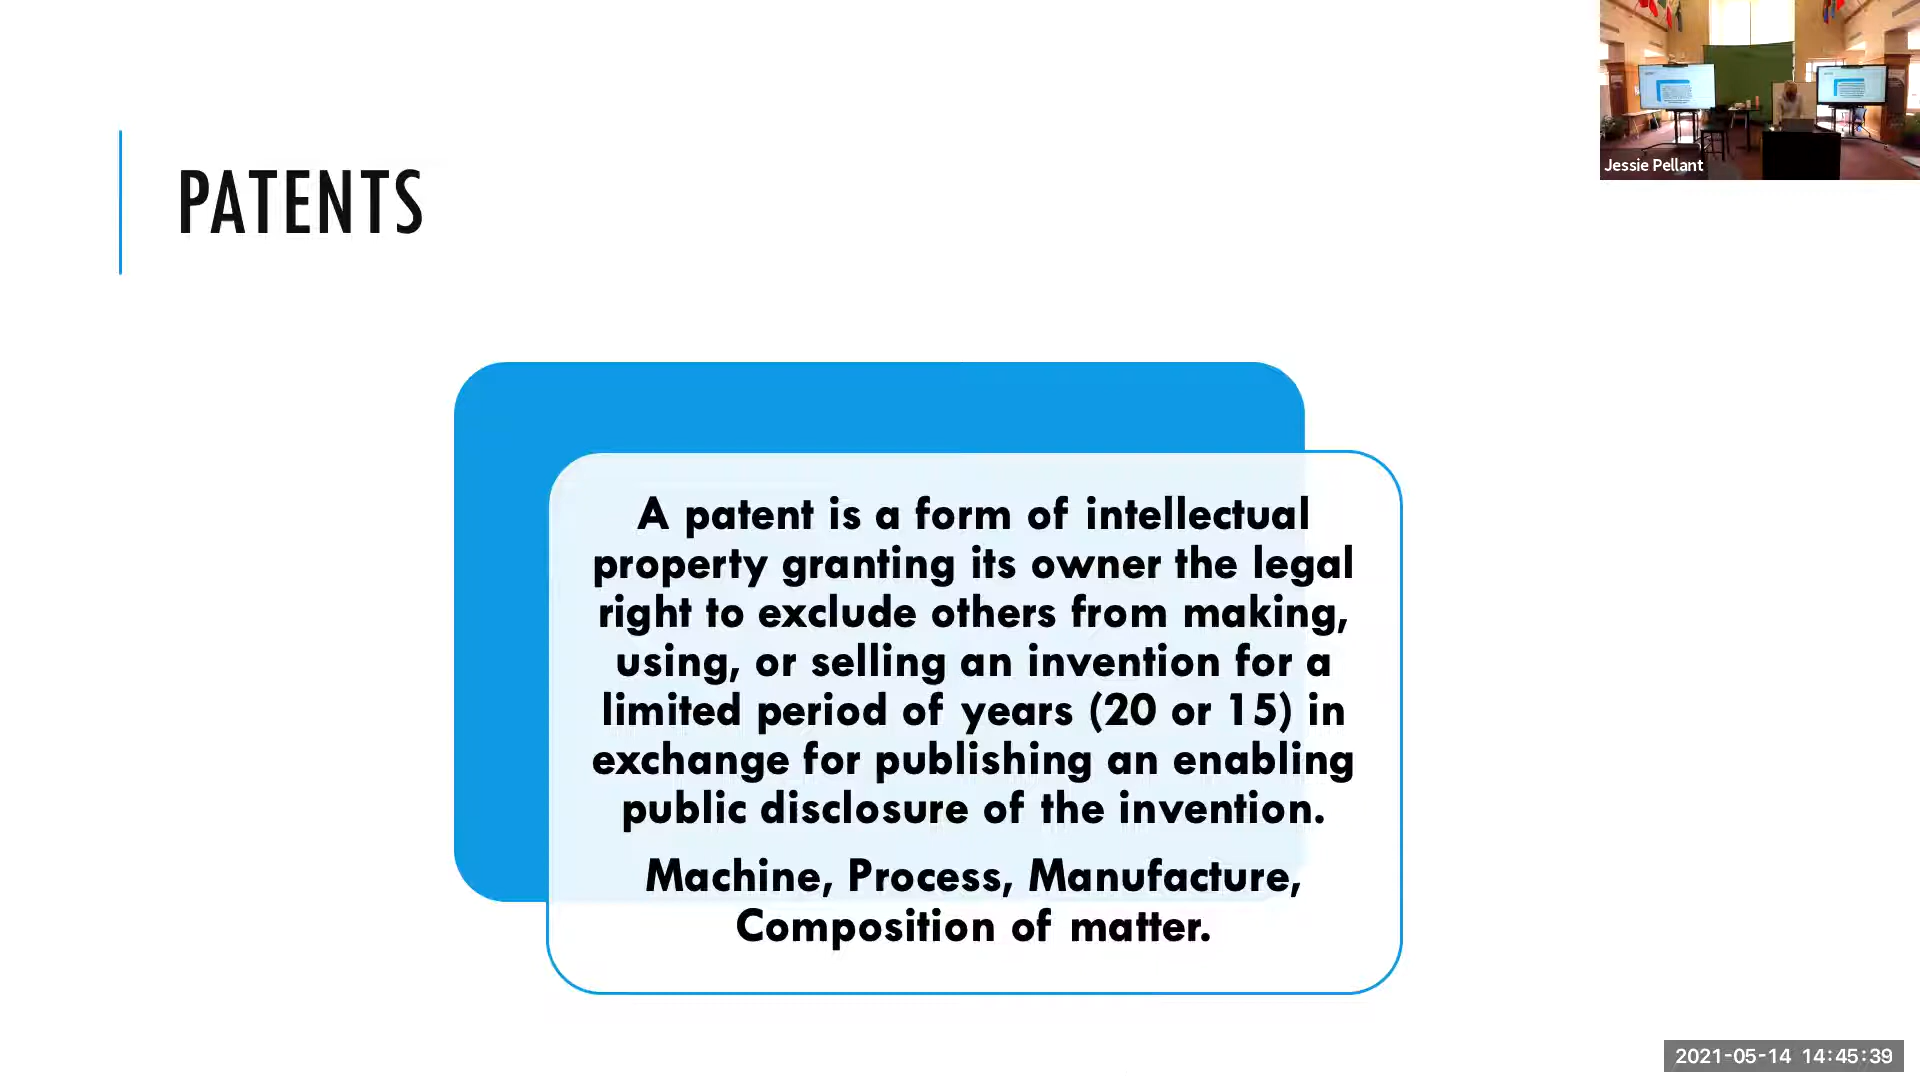 Jessie Pellant
PATENTS
A patent is a form of intellectual
property granting its owner the legal
right to exclude others from making,
using, or selling an invention for a
limited period of years (20 or 15) in
exchange for publishing an enabling
public disclosure of the invention.
Machine, Process, Manufacture,
Composition of matter.
2021-05-14 14:45:39